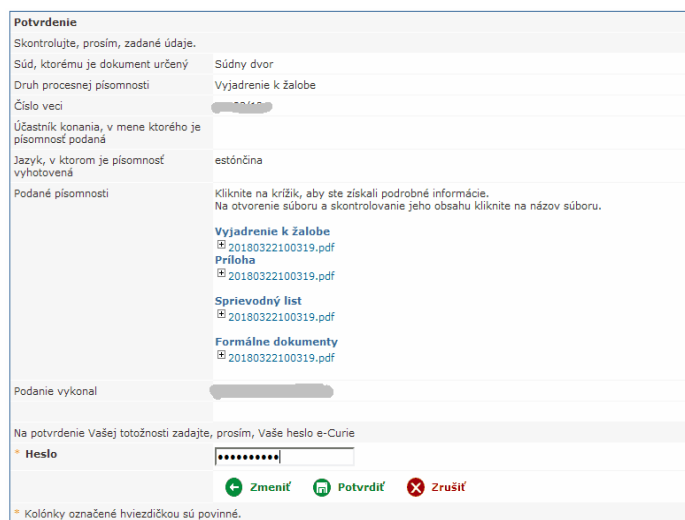 Potvrdenie
Skontrolujte, prosím, zadané údaje.
Súd, ktorému je dokument určený Súdny dvor
Druh procesnej písomnosti Vyjadrenie k žalobe
Číslo veci
Účastník konania, v mene ktorého je
písomnosť podaná
Jazyk, v ktorom je písomnosť
vyhotovená
estónčina
Podané písomnosti Kliknite na krížik, aby ste získali podrobné informácie.
Na otvorenie súboru a skontrolovanie jeho obsahu kliknite na názov súboru.
Vyjadrenie k žalobe
20180322100319.pdf
Príloha
20180322100319.pdf
Sprievodný list
20180322100319.pdf
Formálne dokumenty
20180322100319.pdf
Podanie vykonal
Na potvrdenie Vašej totožnosti zadajte, prosím, Vaše heslo e-Curie
* Heslo ••••••••••
Zmeniť Potvrdiť Zrušiť
* Kolónky označené hviezdičkou sú povinné.